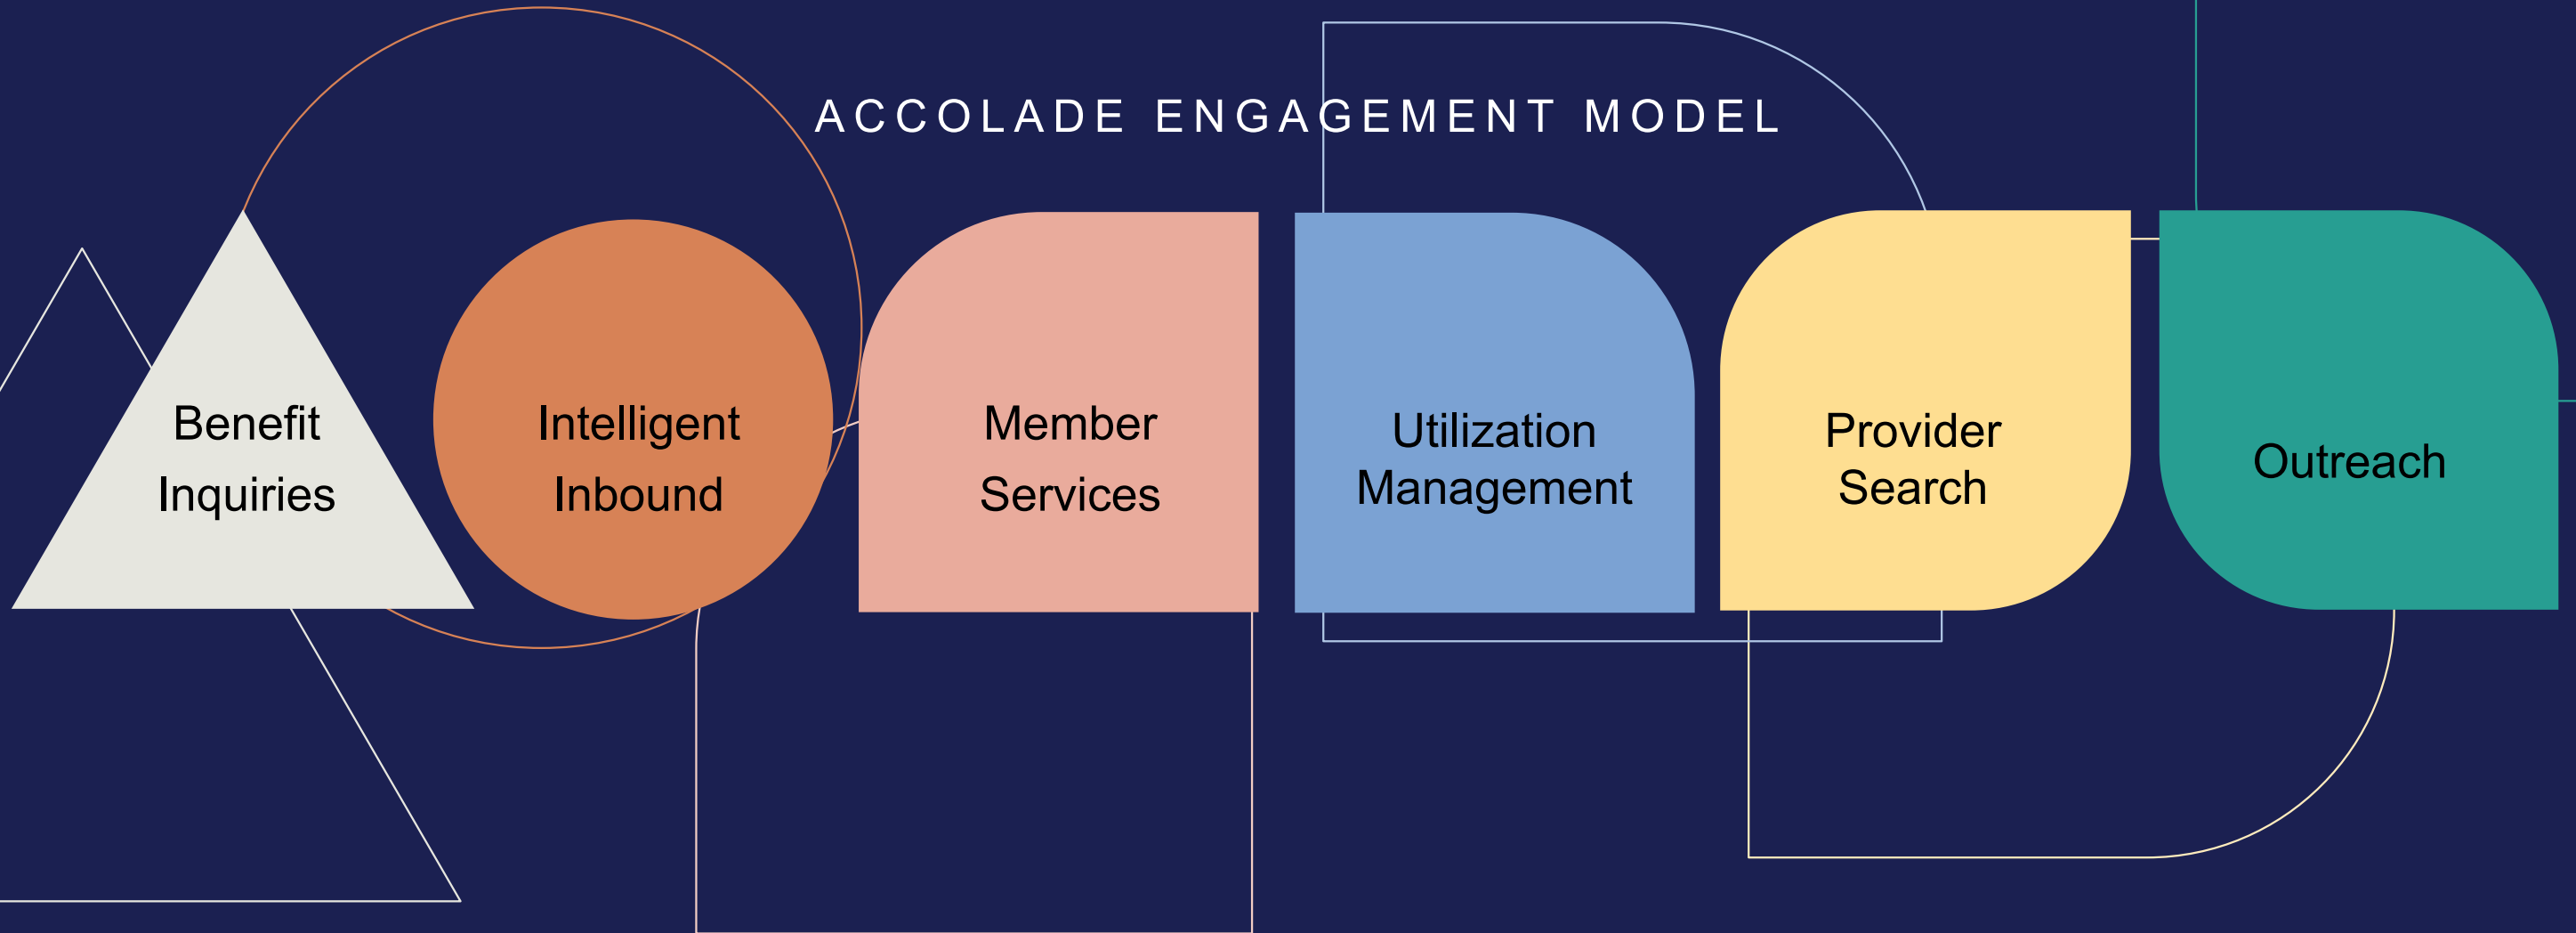 ACCOLADE ENGAGEMENT MODEL
Benefit
Inquiries
Intelligent
Inbound
Member
Services
Utilization
Management
Provider
Search
Outreach